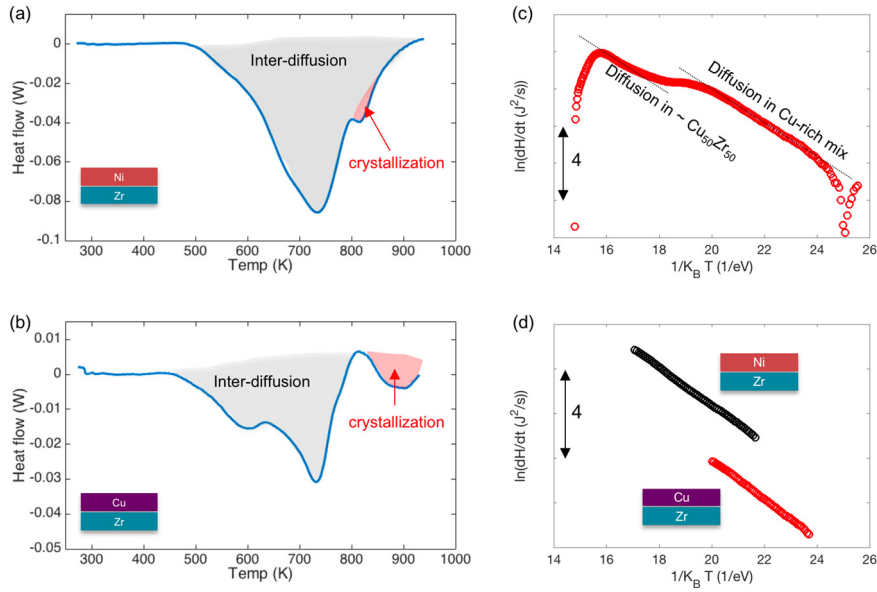 (a)
0
-0.02
-0.04
-0.06
-0.08
-0.1
Heat flow (W)
Inter-diffusion
crystallization
Ni
Zr
300 400 500 600 700 800 900 1000
Temp (K)
(b)
0.01
0
-0.01
-0.02
-0.03
-0.04
-0.05
Heat flow (W)
Inter-diffusion
crystallization
Cu
Zr
300 400 500 600 700 800 900 1000
Temp (K)
(c)
ln(dH/dt (J²/s))
4
Diffusion in Cu-rich mix
Diffusion in ~ Cu₅₀Zr₅₀
14 16 18 20 22 24 26
1/K_B T (1/eV)
(d)
ln(dH/dt (J²/s))
4
Ni
Zr
Cu
Zr
14 16 18 20 22 24 26
1/K_B T (1/eV)